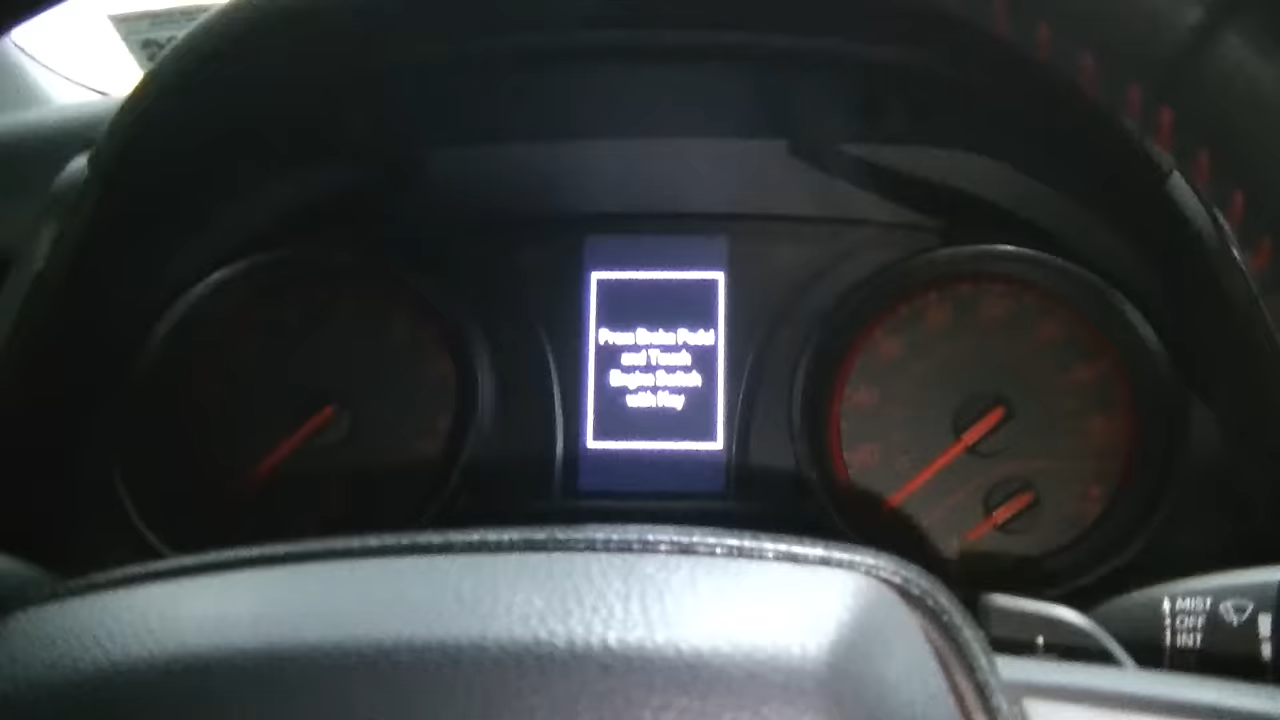 Press Brake Pedal
and Touch
Engine Switch
with Key
MIST
OFF
INT